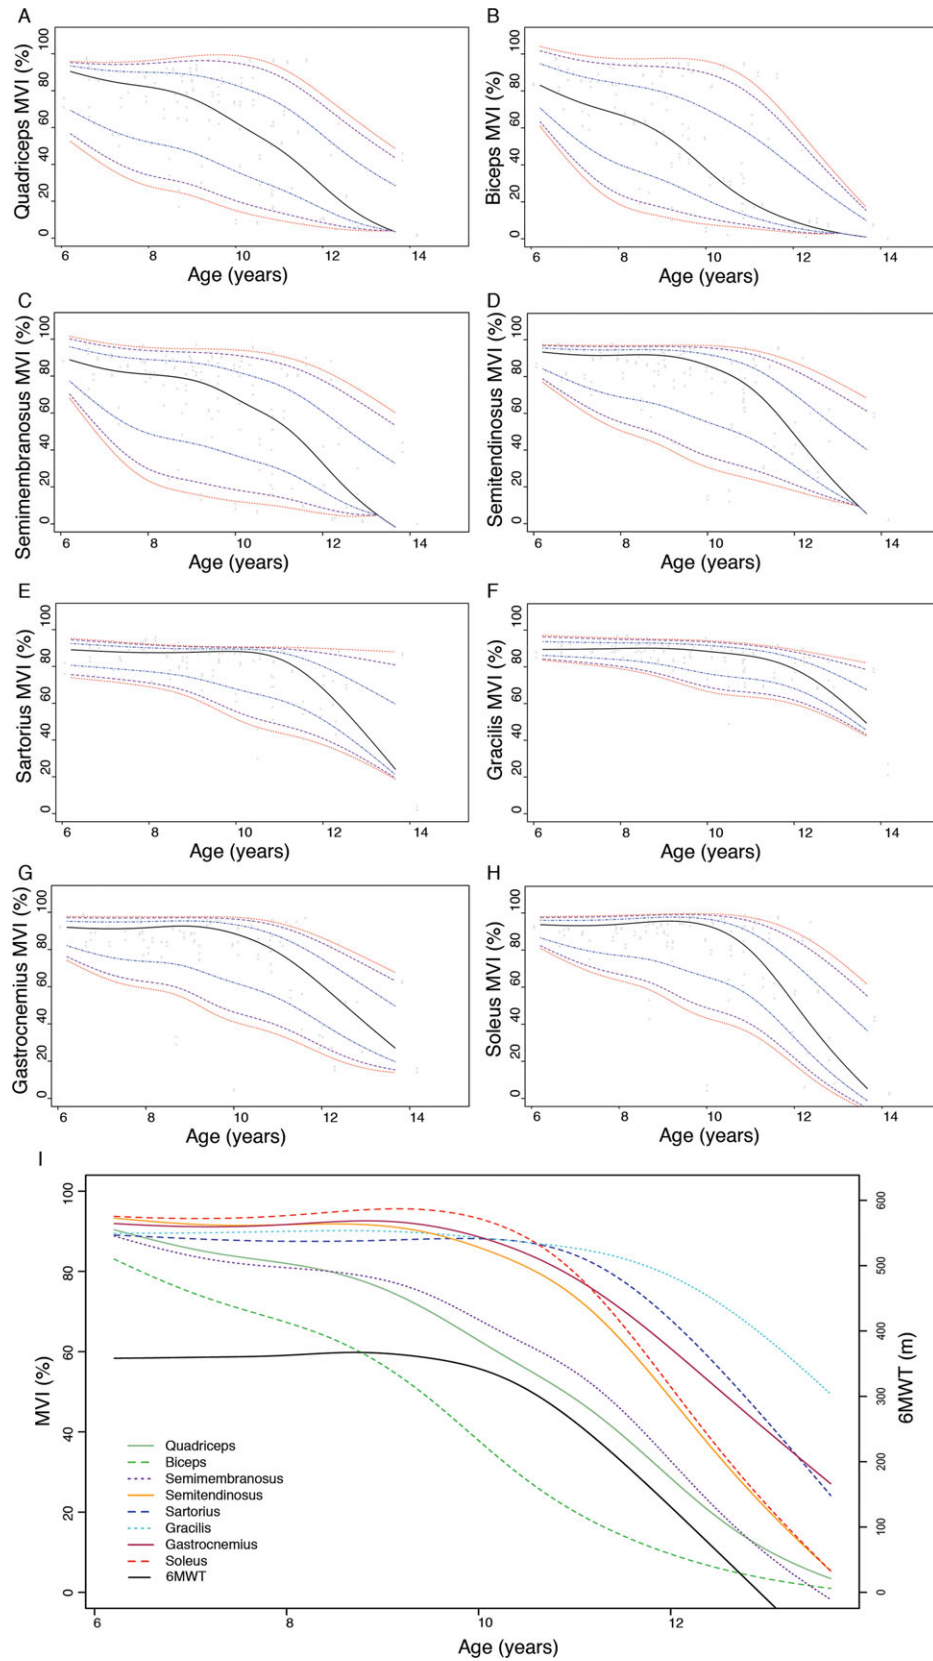 A
Quadriceps MVI (%)
0 20 40 60 80 100
6 8 10 12 14
Age (years)
B
Biceps MVI (%)
0 20 40 60 80 100
6 8 10 12 14
Age (years)
C
Semimembranosus MVI (%)
0 20 40 60 80 100
6 8 10 12 14
Age (years)
D
Semitendinosus MVI (%)
0 20 40 60 80 100
6 8 10 12 14
Age (years)
E
Sartorius MVI (%)
0 20 40 60 80 100
6 8 10 12 14
Age (years)
F
Gracilis MVI (%)
0 20 40 60 80 100
6 8 10 12 14
Age (years)
G
Gastrocnemius MVI (%)
0 20 40 60 80 100
6 8 10 12 14
Age (years)
H
Soleus MVI (%)
0 20 40 60 80 100
6 8 10 12 14
Age (years)
I
MVI (%)
100
80
60
40
20
0
Quadriceps
Biceps
Semimembranosus
Semitendinosus
Sartorius
Gracilis
Gastrocnemius
Soleus
6MWT
600
500
400
300
200
100
0
6MWT (m)
6 8 10 12
Age (years)